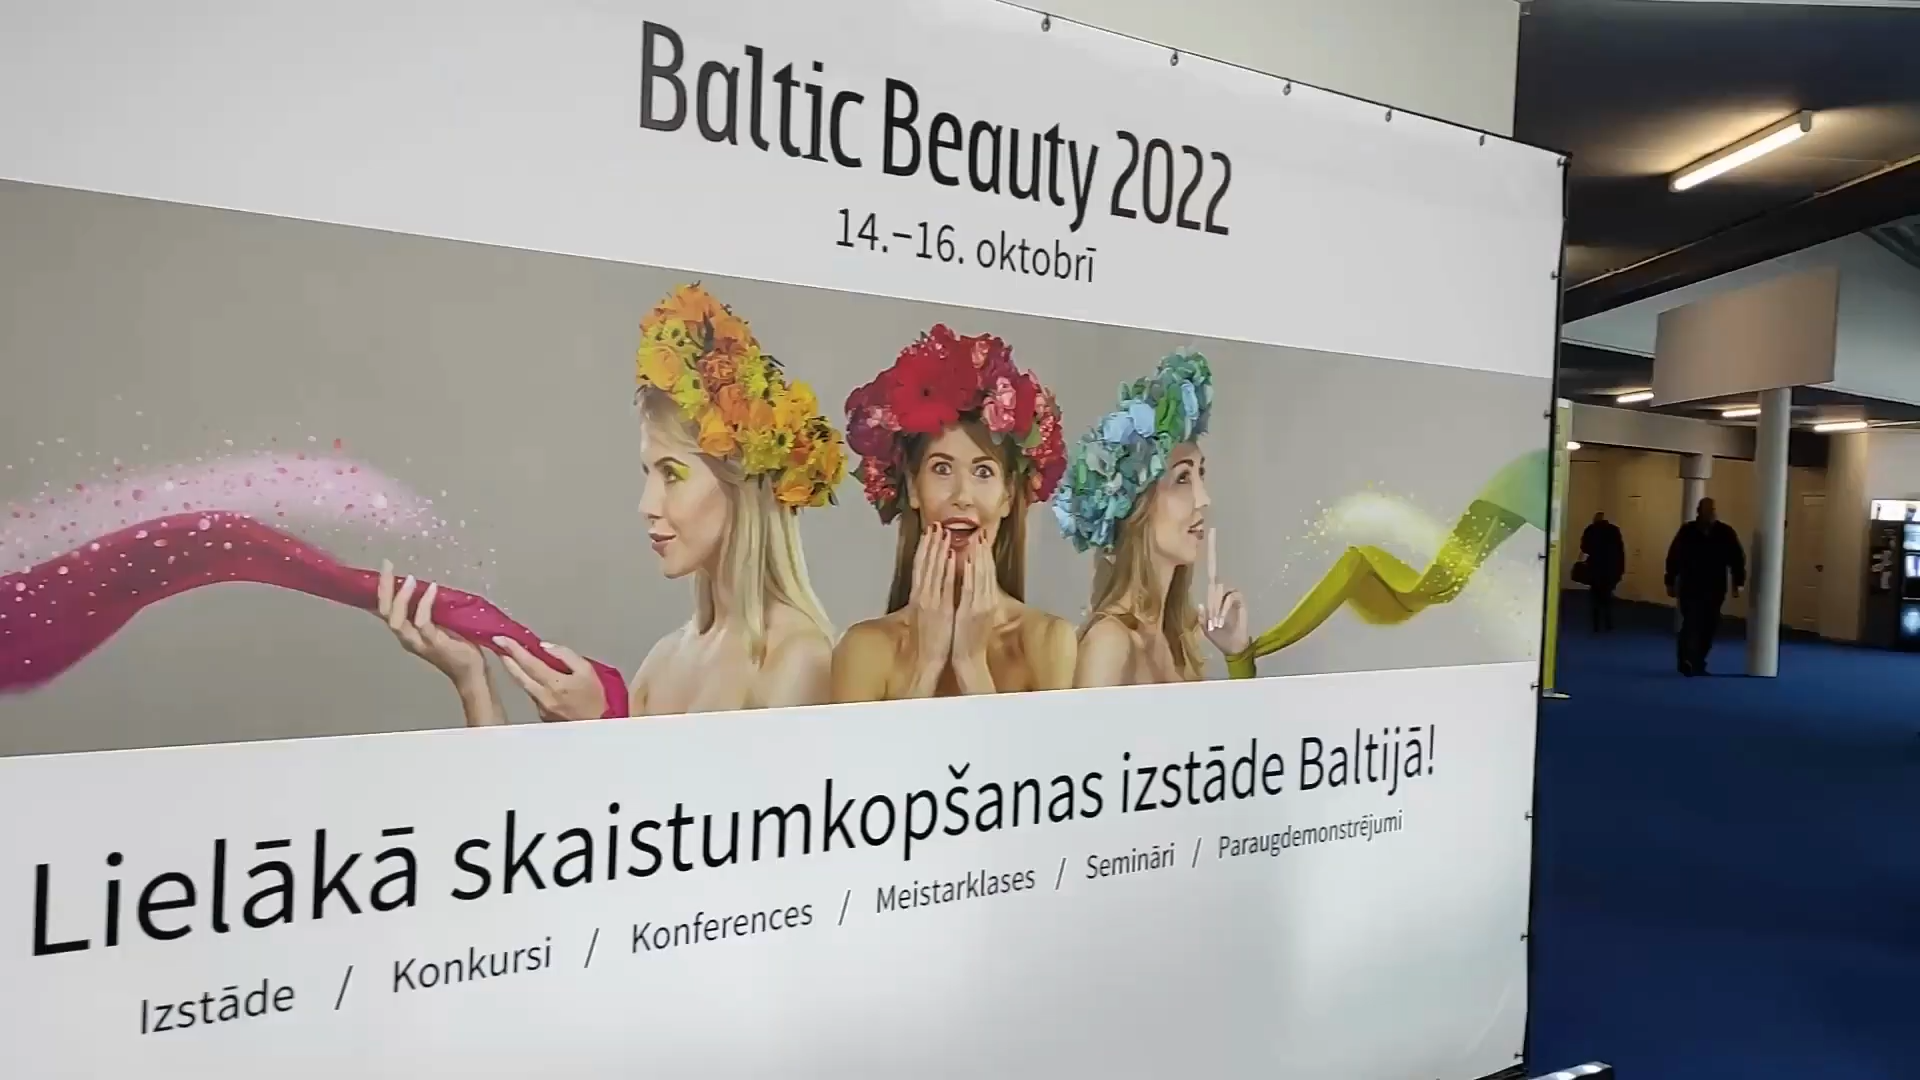 Baltic Beauty 2022
14.–16. oktobrī
Lielākā skaistumkopšanas izstāde Baltijā!
Izstāde / Konkursi / Konferences / Meistarklases / Semināri / Paraugdemonstrējumi